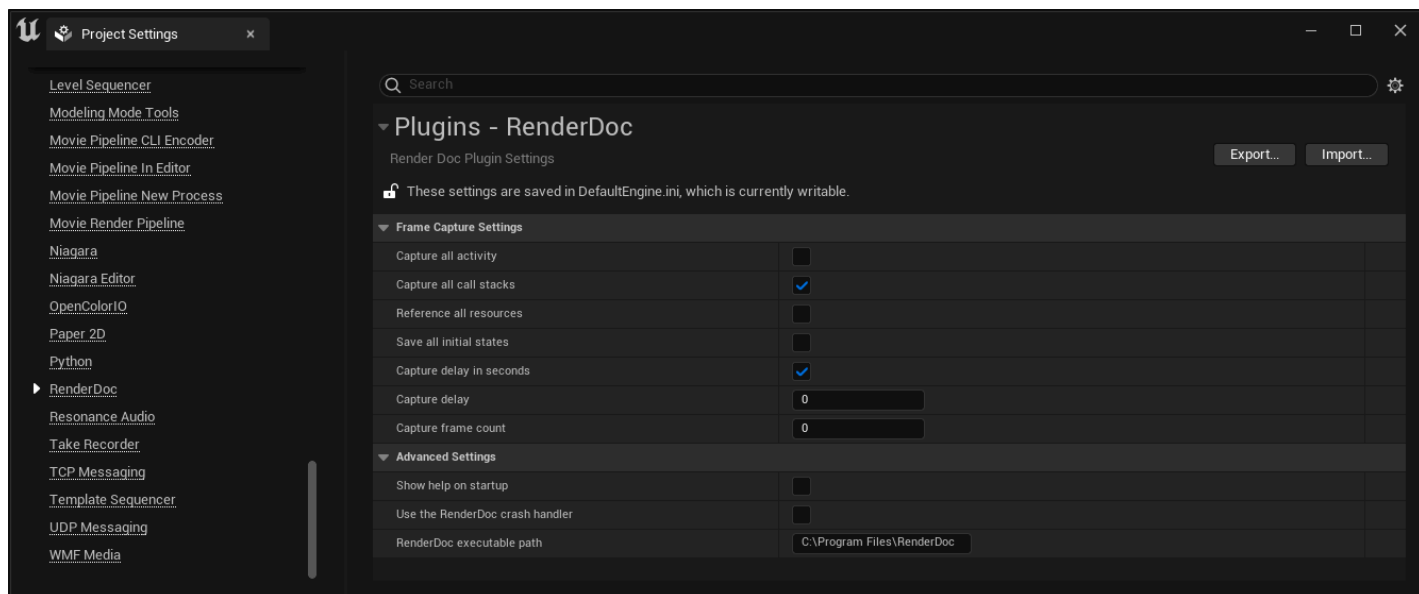 Project Settings
Level Sequencer
Modeling Mode Tools
Movie Pipeline CLI Encoder
Movie Pipeline In Editor
Movie Pipeline New Process
Movie Render Pipeline
Niagara
Niagara Editor
OpenColorIO
Paper 2D
Python
RenderDoc
Resonance Audio
Take Recorder
TCP Messaging
Template Sequencer
UDP Messaging
WMF Media
Search
Plugins - RenderDoc
Render Doc Plugin Settings
Export... Import...
These settings are saved in DefaultEngine.ini, which is currently writable.
Frame Capture Settings
Capture all activity
Capture all call stacks
Reference all resources
Save all initial states
Capture delay in seconds
Capture delay 0
Capture frame count 0
Advanced Settings
Show help on startup
Use the RenderDoc crash handler
RenderDoc executable path C:\Program Files\RenderDoc